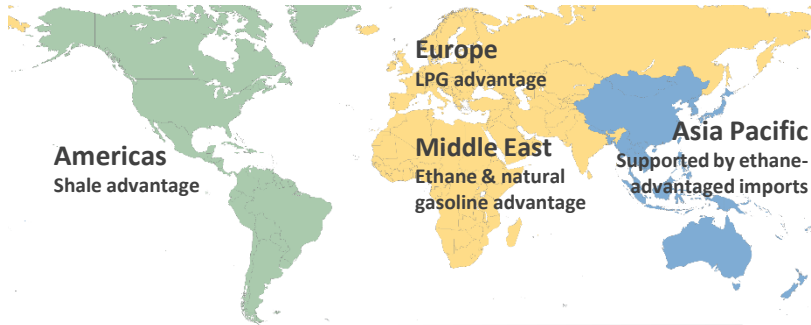 Europe
LPG advantage
Americas
Shale advantage
Middle East
Ethane & natural
gasoline advantage
Asia Pacific
Supported by ethane-
advantaged imports